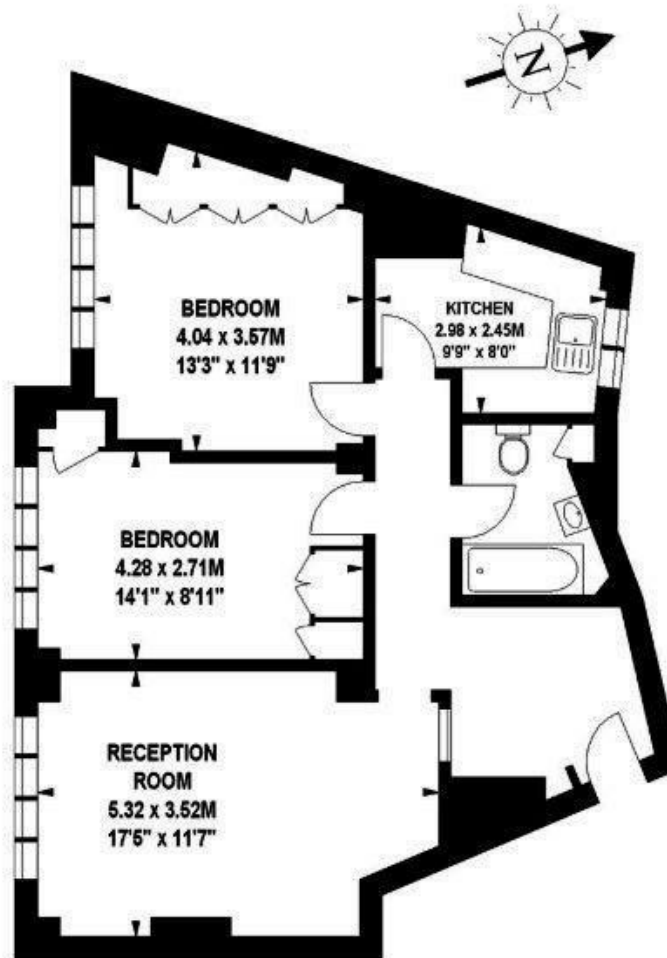 N
BEDROOM
4.04 x 3.57M
13'3" x 11'9"
KITCHEN
2.98 x 2.45M
9'9" x 8'0"
BEDROOM
4.28 x 2.71M
14'1" x 8'11"
RECEPTION
ROOM
5.32 x 3.52M
17'5" x 11'7"